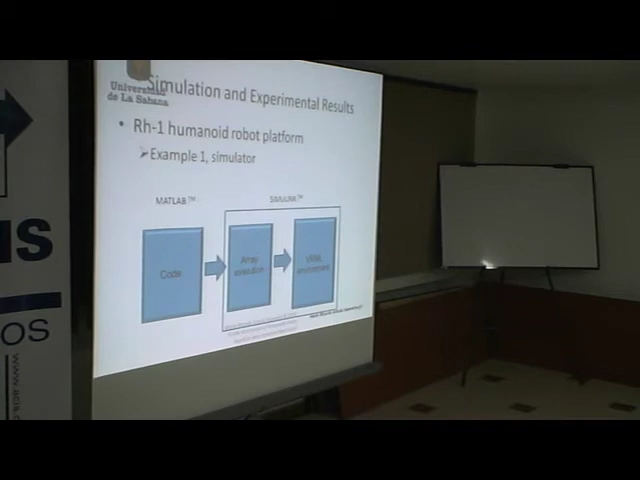 Universidad
de La Sabana
Simulation and Experimental Results
• Rh-1 humanoid robot platform
➢Example 1, simulator
MATLAB™
SIMULINK™
Code
Array
execution
VRML
environment
IS
OS